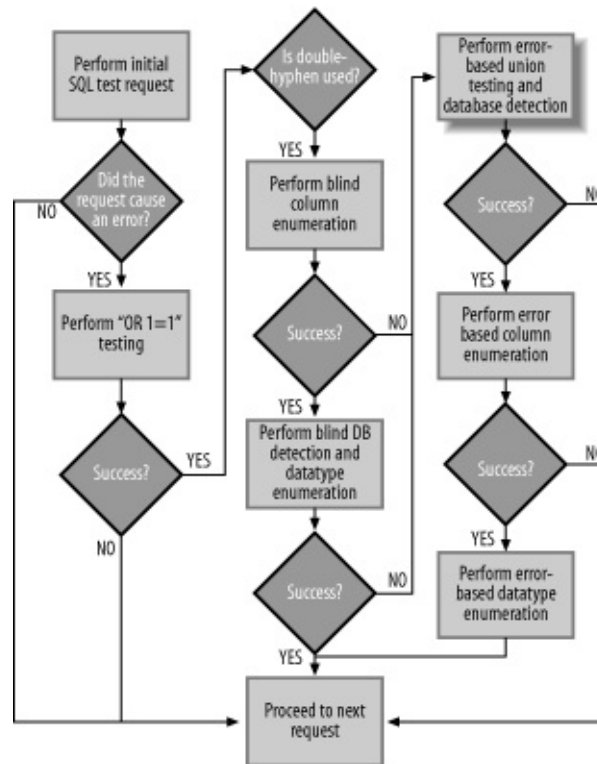 Perform initial
SQL test request
Did the
request cause
an error?
NO
YES
Perform "OR 1=1"
testing
Success?
YES
NO
Is double-
hyphen used?
YES
Perform blind
column
enumeration
Success?
NO
YES
Perform blind DB
detection and
datatype
enumeration
Success?
NO
YES
Perform error-
based union
testing and
database detection
Success?
NO
YES
Perform error
based column
enumeration
Success?
NO
YES
Perform error-
based datatype
enumeration
Proceed to next
request